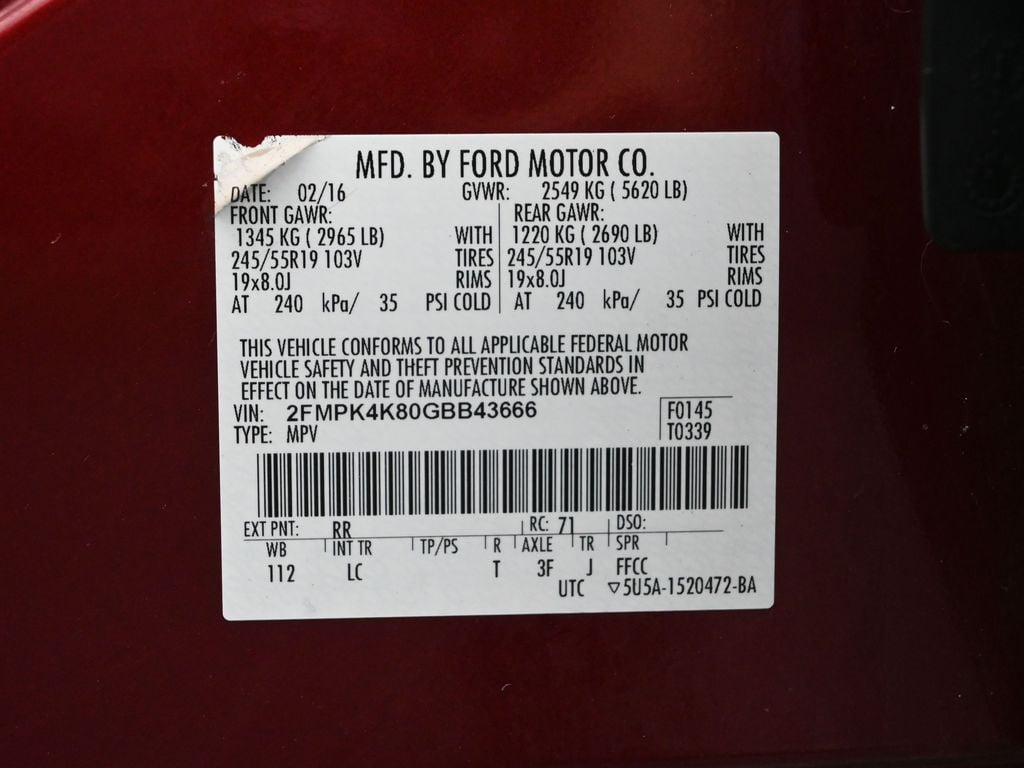 MFD. BY FORD MOTOR CO.
DATE: 02/16 GVWR: 2549 KG ( 5620 LB)
FRONT GAWR: REAR GAWR:
1345 KG ( 2965 LB) WITH 1220 KG ( 2690 LB) WITH
245/55R19 103V TIRES 245/55R19 103V TIRES
19x8.0J RIMS 19x8.0J RIMS
AT 240 kPa/ 35 PSI COLD AT 240 kPa/ 35 PSI COLD
THIS VEHICLE CONFORMS TO ALL APPLICABLE FEDERAL MOTOR
VEHICLE SAFETY AND THEFT PREVENTION STANDARDS IN
EFFECT ON THE DATE OF MANUFACTURE SHOWN ABOVE.
VIN: 2FMPK4K80GBB43666 F0145
TYPE: MPV T0339
EXT PNT: RR RC: 71 DSO:
WB INT TR TP/PS R AXLE TR SPR
112 LC T 3F J FFCC
UTC ▽5U5A-1520472-BA